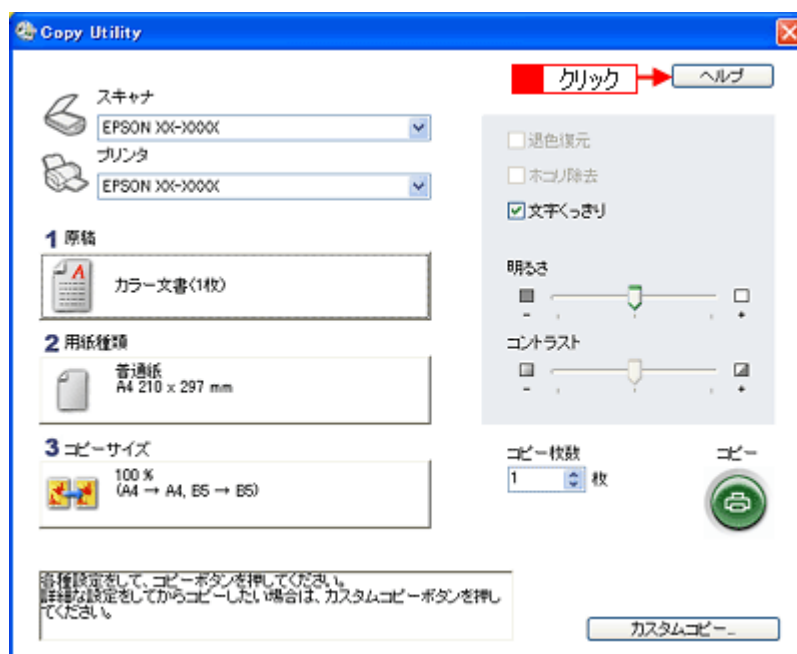 Copy Utility
クリック
ヘルプ
スキャナ
EPSON XX-XXXX
プリンタ
EPSON XX-XXXX
退色復元
ホコリ除去
文字くっきり
1 原稿
カラー文書(1枚)
明るさ
- +
2 用紙種類
普通紙
A4 210 x 297 mm
コントラスト
- +
3 コピーサイズ
100 %
(A4 → A4, B5 → B5)
コピー枚数
1 枚
コピー
各種設定をして、コピーボタンを押してください。
詳細な設定をしてからコピーしたい場合は、カスタムコピーボタンを押し
てください。
カスタムコピー...